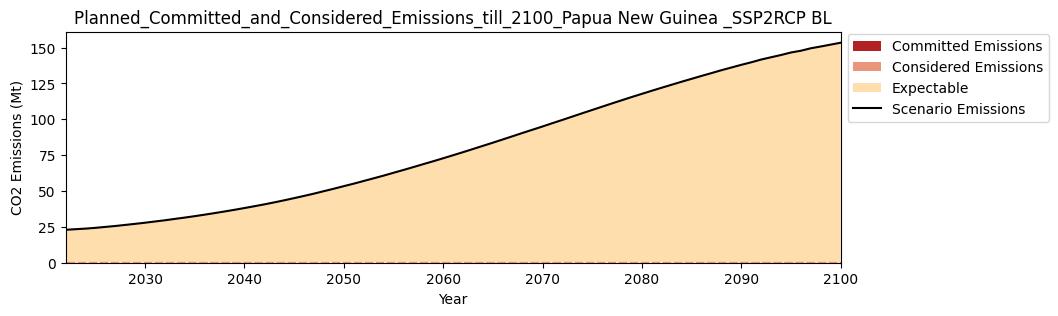 Planned_Committed_and_Considered_Emissions_till_2100_Papua New Guinea _SSP2RCP BL
150
125
100
75
50
25
0
CO2 Emissions (Mt)
2030 2040 2050 2060 2070 2080 2090 2100
Year
Committed Emissions
Considered Emissions
Expectable
Scenario Emissions